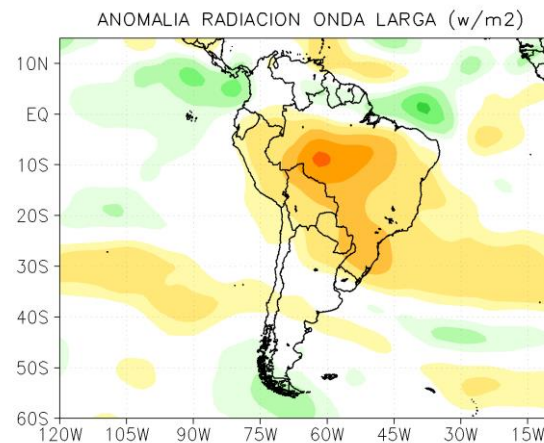 ANOMALIA RADIACION ONDA LARGA (w/m2)
10N
EQ
10S
20S
30S
40S
50S
60S
120W 105W 90W 75W 60W 45W 30W 15W